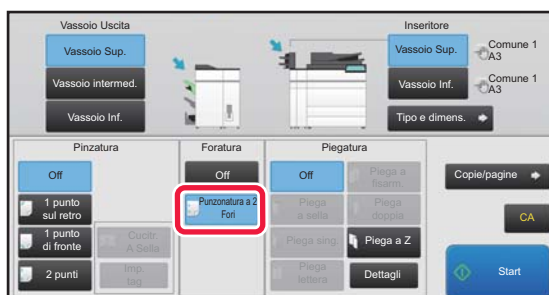 Vassoio Uscita
Inseritore
Vassoio Sup.
Vassoio intermed.
Vassoio Inf.
Vassoio Sup.
Comune 1
A3
Vassoio Inf.
Comune 1
A3
Tipo e dimens.
Pinzatura
Off
1 punto
sul retro
1 punto
di fronte
2 punti
Cucitr.
A Sella
Imp.
tag
Foratura
Off
Punzonatura a 2
Fori
Piegatura
Off
Piega a
fisarm.
Piega
a sella
Piega
doppia
Piega sing.
Piega a Z
Piega
lettera
Dettagli
Copie/pagine
CA
Start